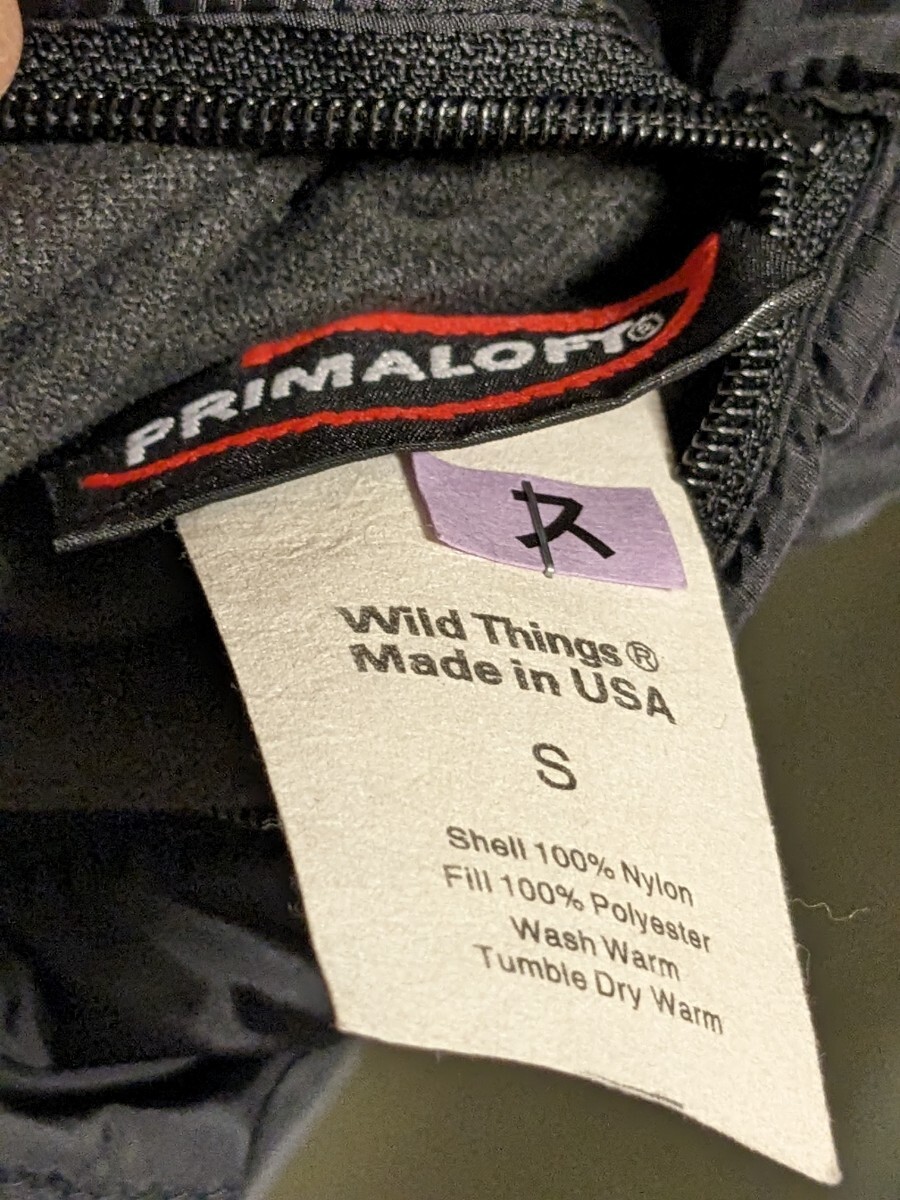 PRIMALOFT®
ス
Wild Things®
Made in USA
S
Shell 100% Nylon
Fill 100% Polyester
Wash Warm
Tumble Dry Warm